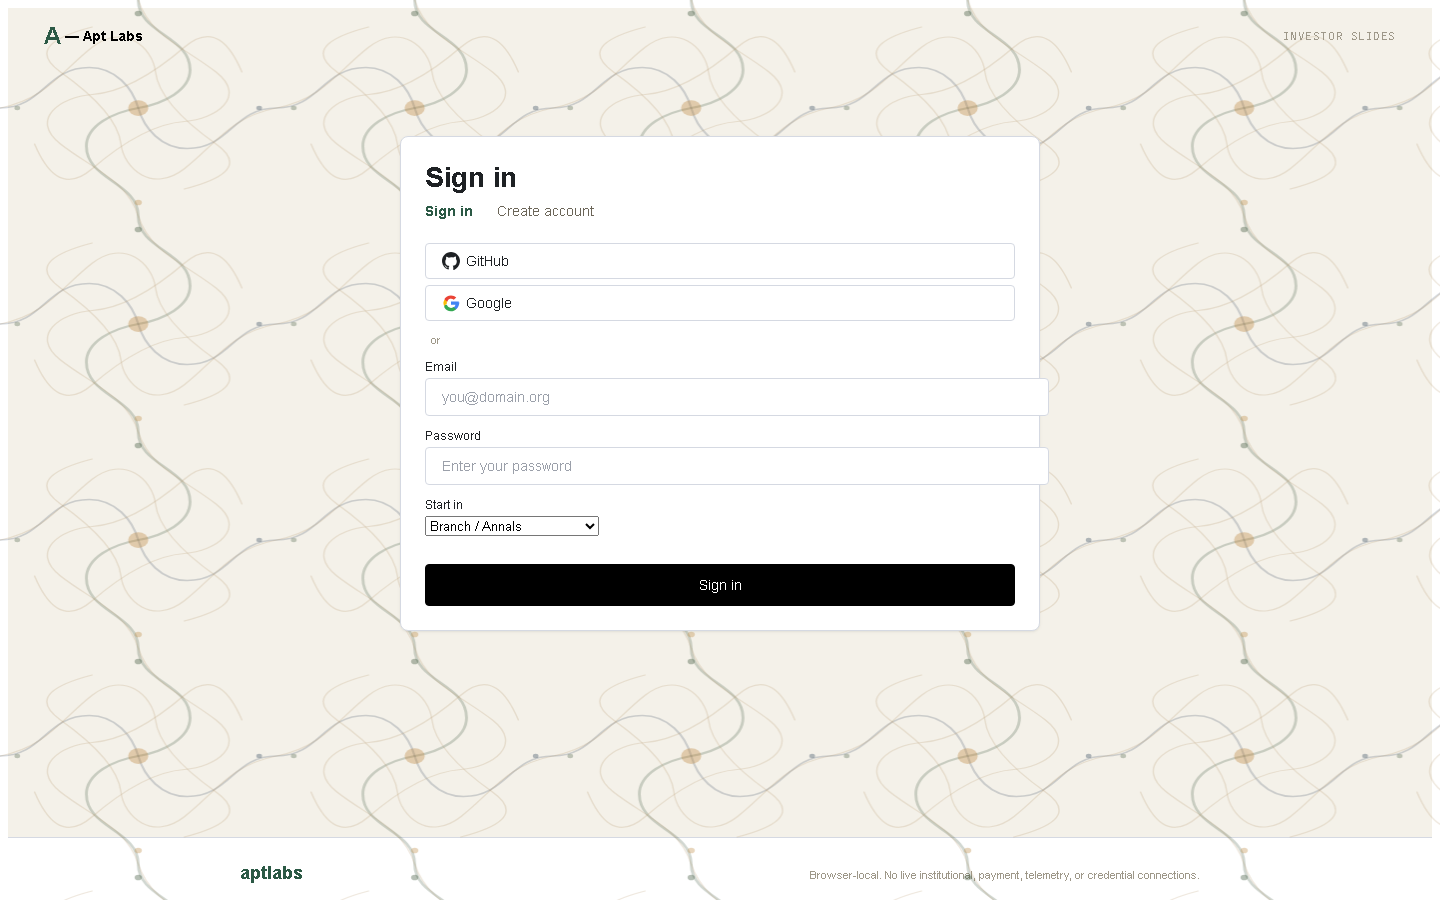 A — Apt Labs
INVESTOR SLIDES
Sign in
Sign in Create account
GitHub
Google
or
Email
you@domain.org
Password
Enter your password
Start in
Branch / Annals
Sign in
aptlabs
Browser-local. No live institutional, payment, telemetry, or credential connections.